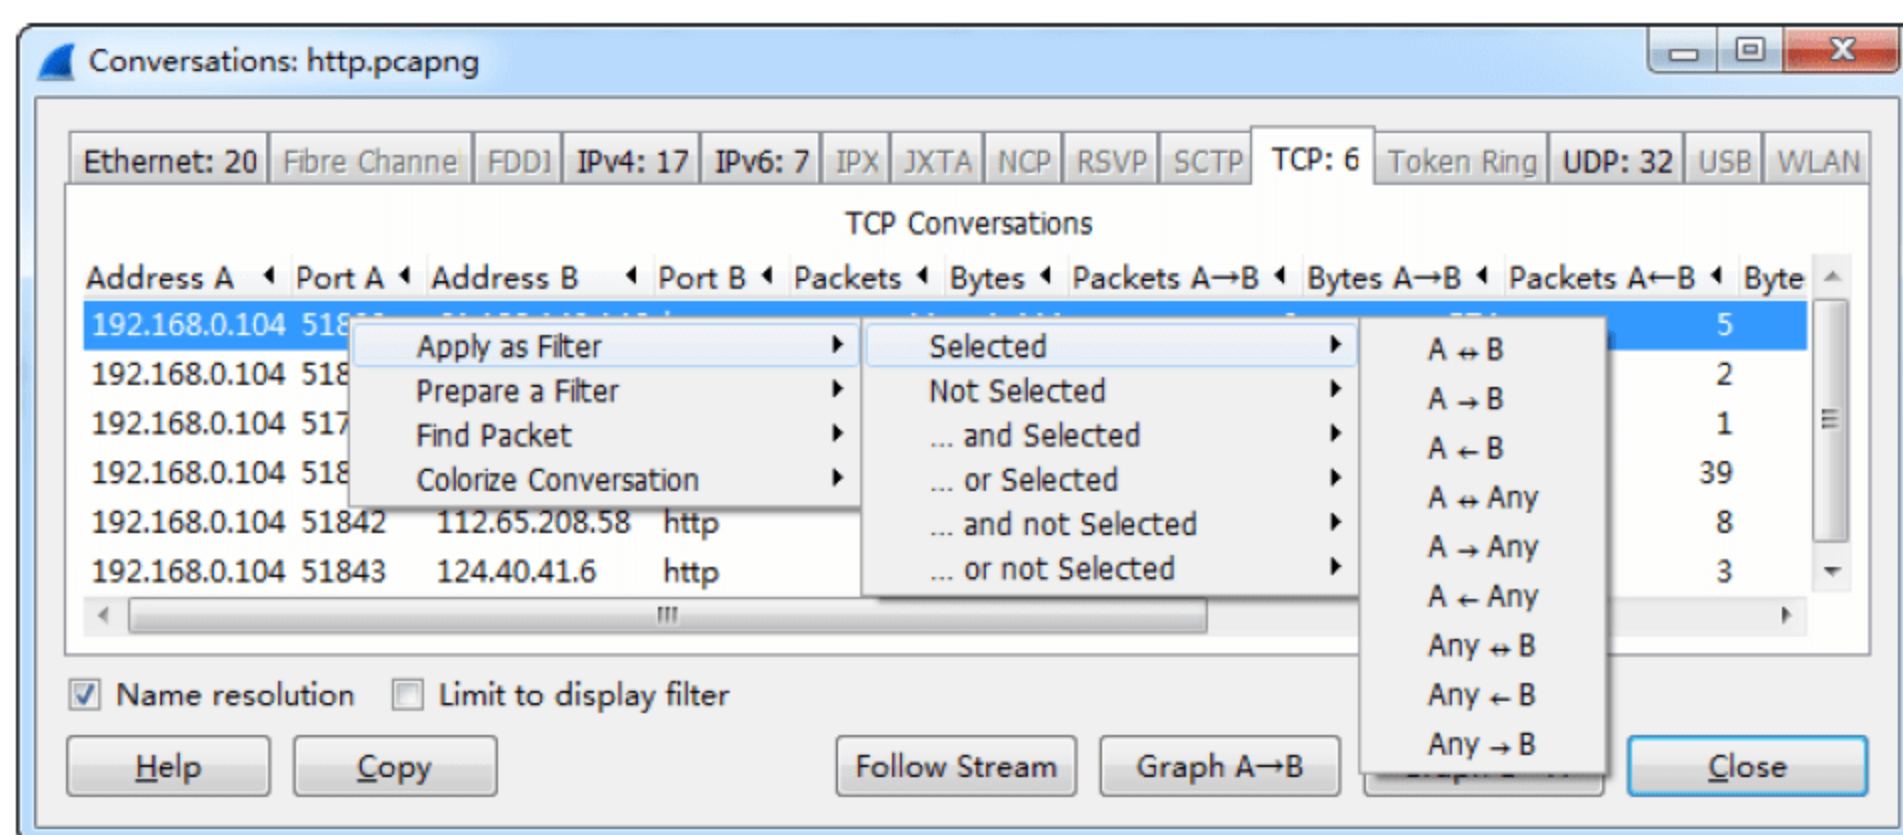 Conversations: http.pcapng
Ethernet: 20 Fibre Channe FDDI IPv4: 17 IPv6: 7 IPX JXTA NCP RSVP SCTP TCP: 6 Token Ring UDP: 32 USB WLAN
TCP Conversations
Address A Port A Address B Port B Packets Bytes Packets A→B Bytes A→B Packets A←B Byte
192.168.0.104 5
Apply as Filter Selected A ↔ B
192.168.0.104 2
Prepare a Filter Not Selected A → B
192.168.0.104 1
Find Packet ... and Selected A ← B
192.168.0.104 39
Colorize Conversation ... or Selected A ↔ Any
192.168.0.104 51842 112.65.208.58 http ... and not Selected 8
A → Any
192.168.0.104 51843 124.40.41.6 http ... or not Selected 3
A ← Any
Any ↔ B
Name resolution Limit to display filter Any ← B
Any → B
Help Copy Follow Stream Graph A→B Close